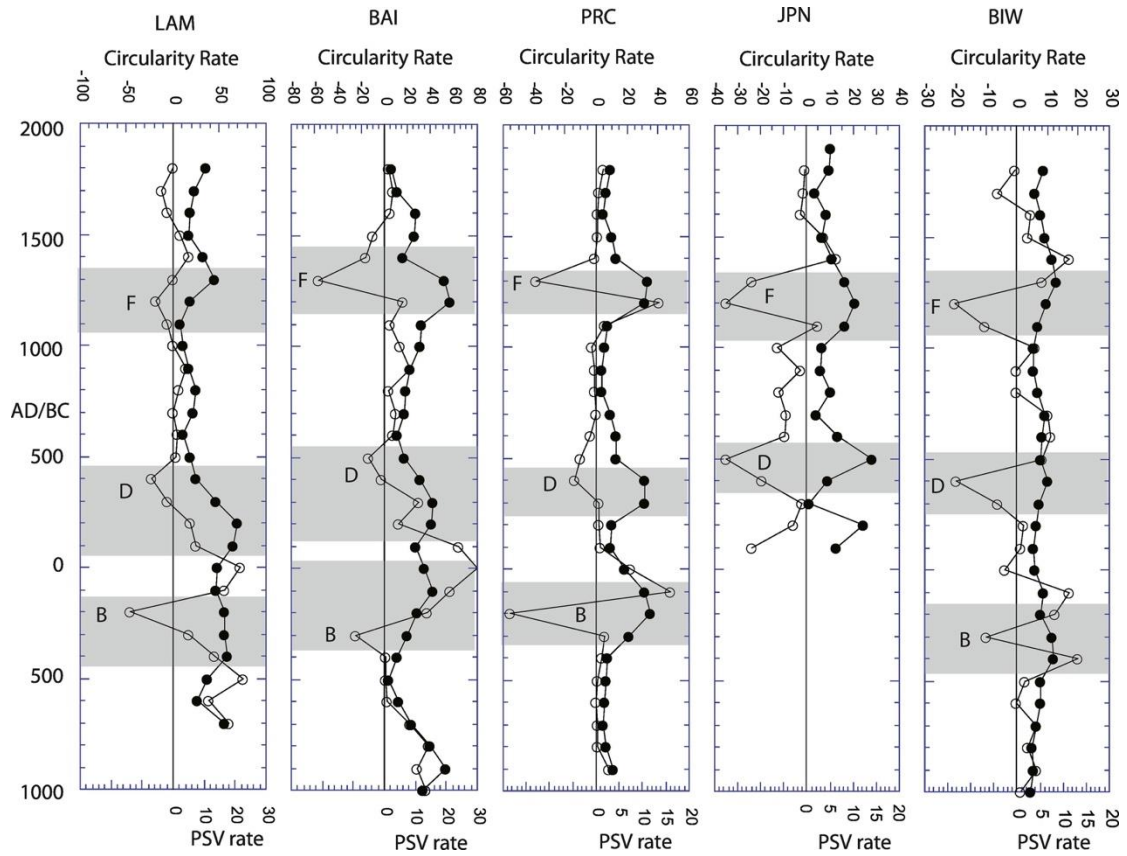 LAM BAI PRC JPN BIW
Circularity Rate Circularity Rate Circularity Rate Circularity Rate Circularity Rate
-100 -50 0 50 100 -80 -60 -40 -20 0 20 40 60 80 -60 -40 -20 0 20 40 60 -40 -30 -20 -10 0 10 20 30 40 -30 -20 -10 0 10 20 30
2000
1500
F F F F F
1000
AD/BC
500
D D D D D
0
B B B B
500
1000
0 10 20 30 0 20 40 60 0 5 10 15 20 0 5 10 15 20 0 5 10 15 20
PSV rate PSV rate PSV rate PSV rate PSV rate